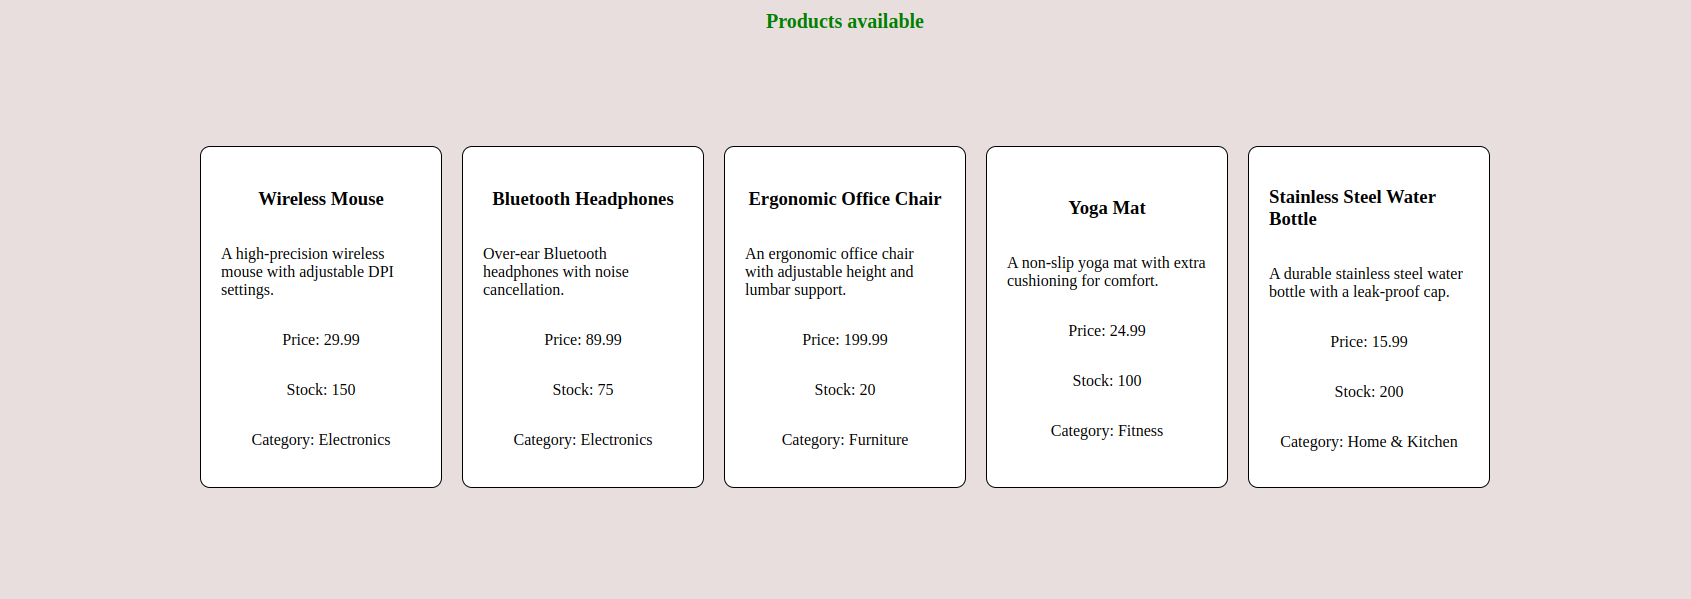 Products available
Wireless Mouse
A high-precision wireless
mouse with adjustable DPI
settings.
Price: 29.99
Stock: 150
Category: Electronics
Bluetooth Headphones
Over-ear Bluetooth
headphones with noise
cancellation.
Price: 89.99
Stock: 75
Category: Electronics
Ergonomic Office Chair
An ergonomic office chair
with adjustable height and
lumbar support.
Price: 199.99
Stock: 20
Category: Furniture
Yoga Mat
A non-slip yoga mat with extra
cushioning for comfort.
Price: 24.99
Stock: 100
Category: Fitness
Stainless Steel Water
Bottle
A durable stainless steel water
bottle with a leak-proof cap.
Price: 15.99
Stock: 200
Category: Home & Kitchen